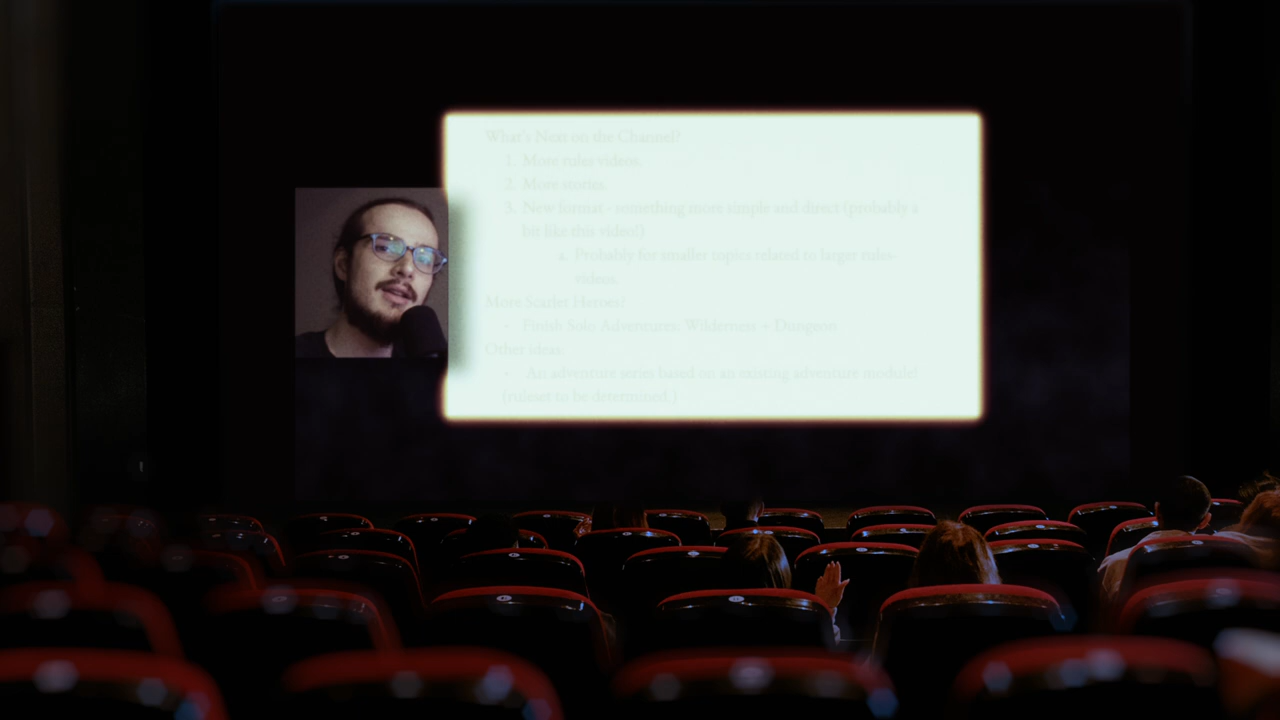 What's Next on the Channel?
1. More rules videos.
2. More stories.
3. New format - something more simple and direct (probably a
bit like this video!)
a. Probably for smaller topics related to larger rules
videos.
More Scarlet Heroes?
- Finish Solo Adventures: Wilderness + Dungeon
Other Ideas
- An adventure series based on an existing adventure module?
(ruleset to be determined.)